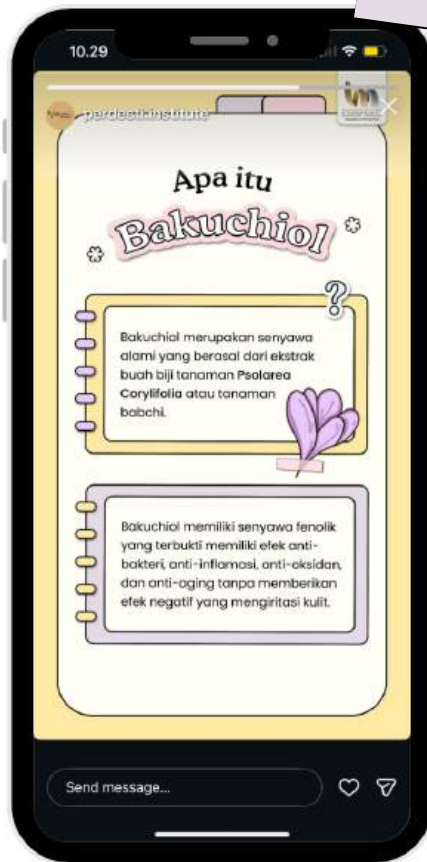 10.29
perdestiinstitute
im
Apa itu
Bakuchiol
?
Bakuchiol merupakan senyawa
alami yang berasal dari ekstrak
buah biji tanaman Psolarea
Corylifolia atau tanaman
babchi.
Bakuchiol memiliki senyawa fenolik
yang terbukti memiliki efek anti-
bakteri, anti-inflamasi, anti-oksidan,
dan anti-aging tanpa memberikan
efek negatif yang mengiritasi kulit.
Send message...